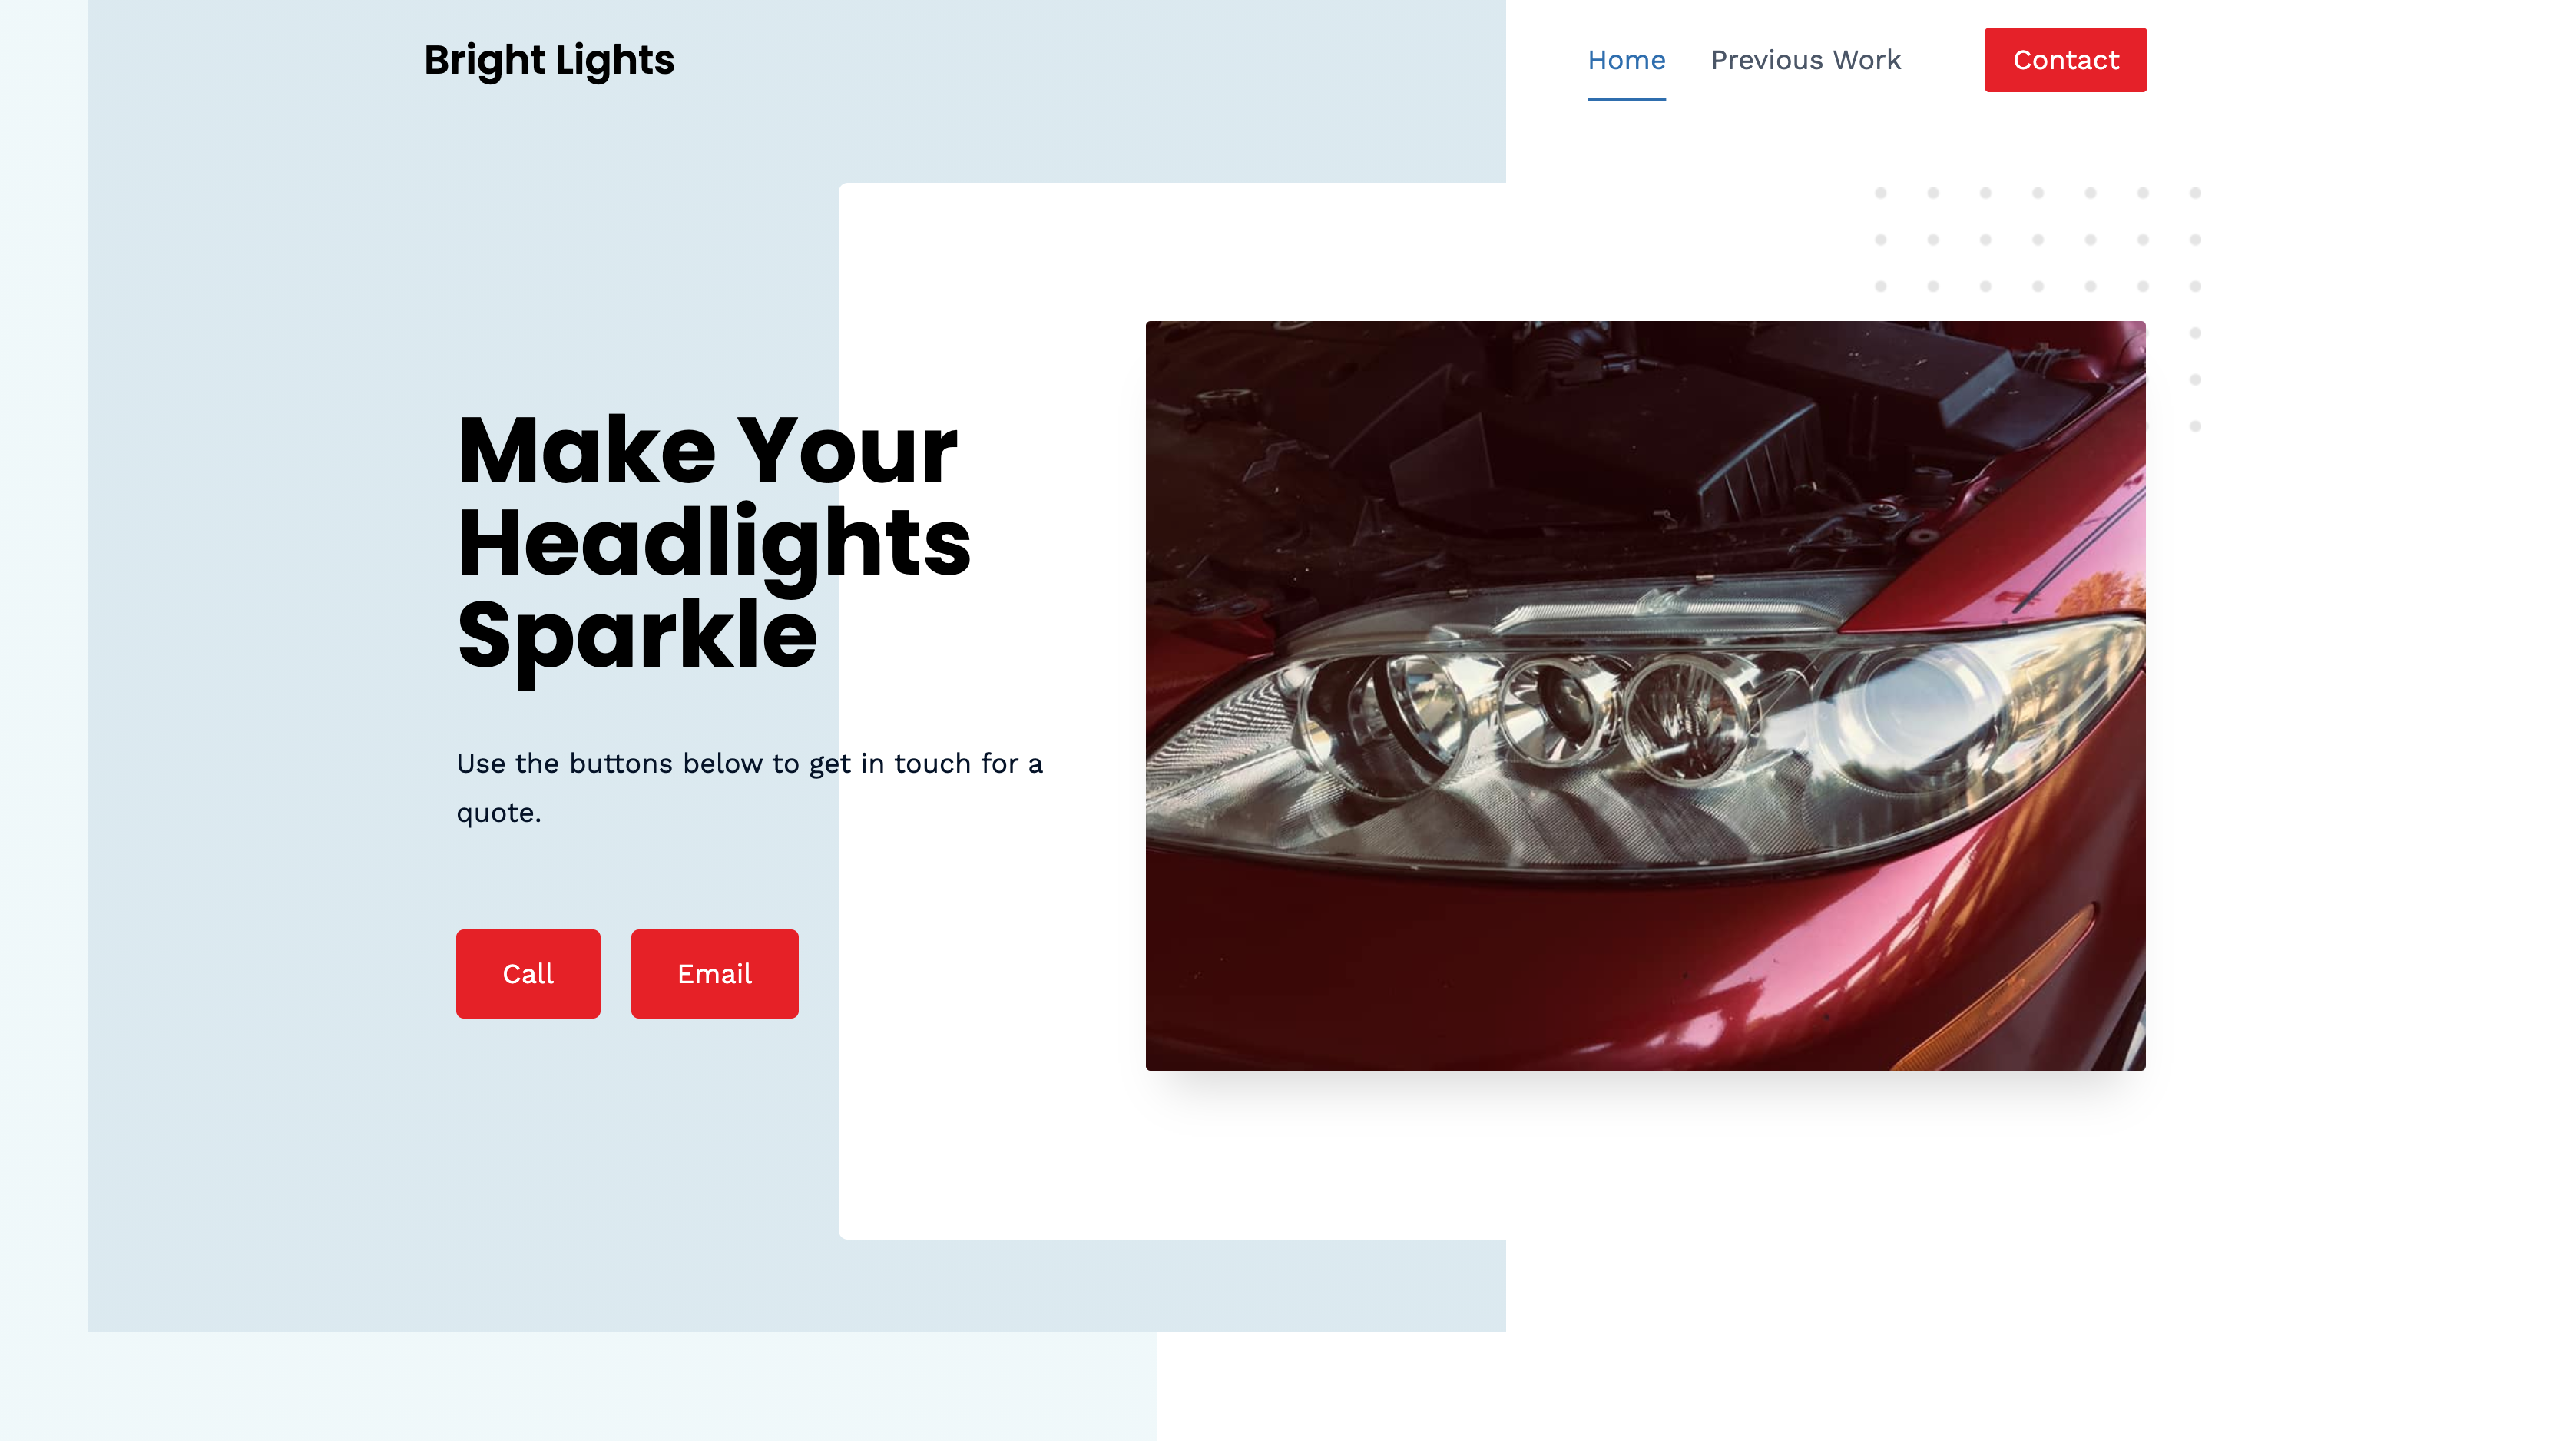 Bright Lights
Home
Previous Work
Contact
Make Your
Headlights
Sparkle
Use the buttons below to get in touch for a
quote.
Call
Email